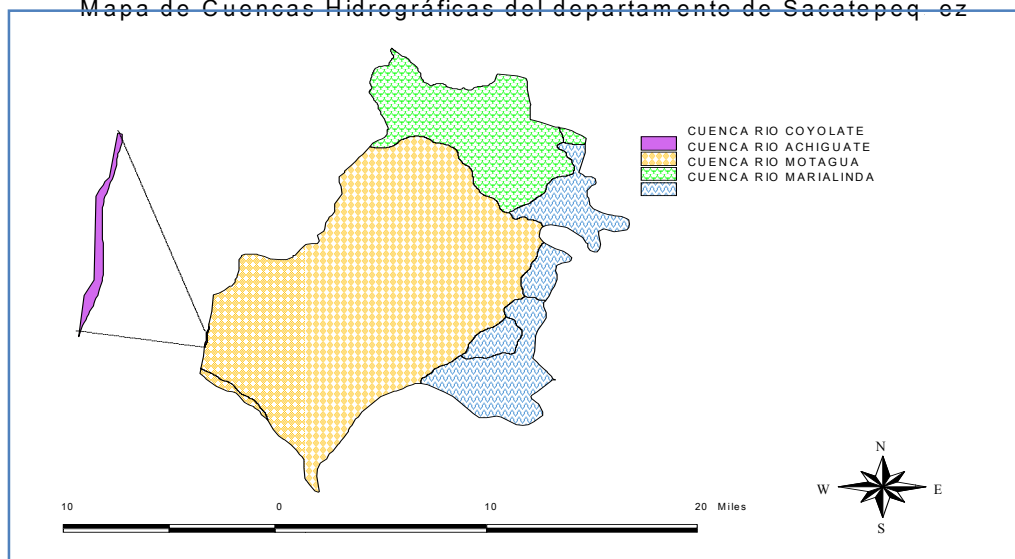 Mapa de Cuencas Hidrográficas del departamento de Sacatepeq ez
CUENCA RIO COYOLATE
CUENCA RIO ACHIGUATE
CUENCA RIO MOTAGUA
CUENCA RIO MARIALINDA
N
W E
S
10 0 10 20 Miles